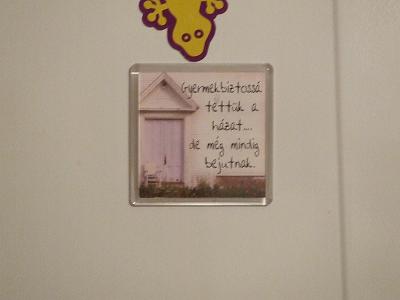 Gyermekbiztossá
tettük a
házat....
de még mindig
bejutnak.